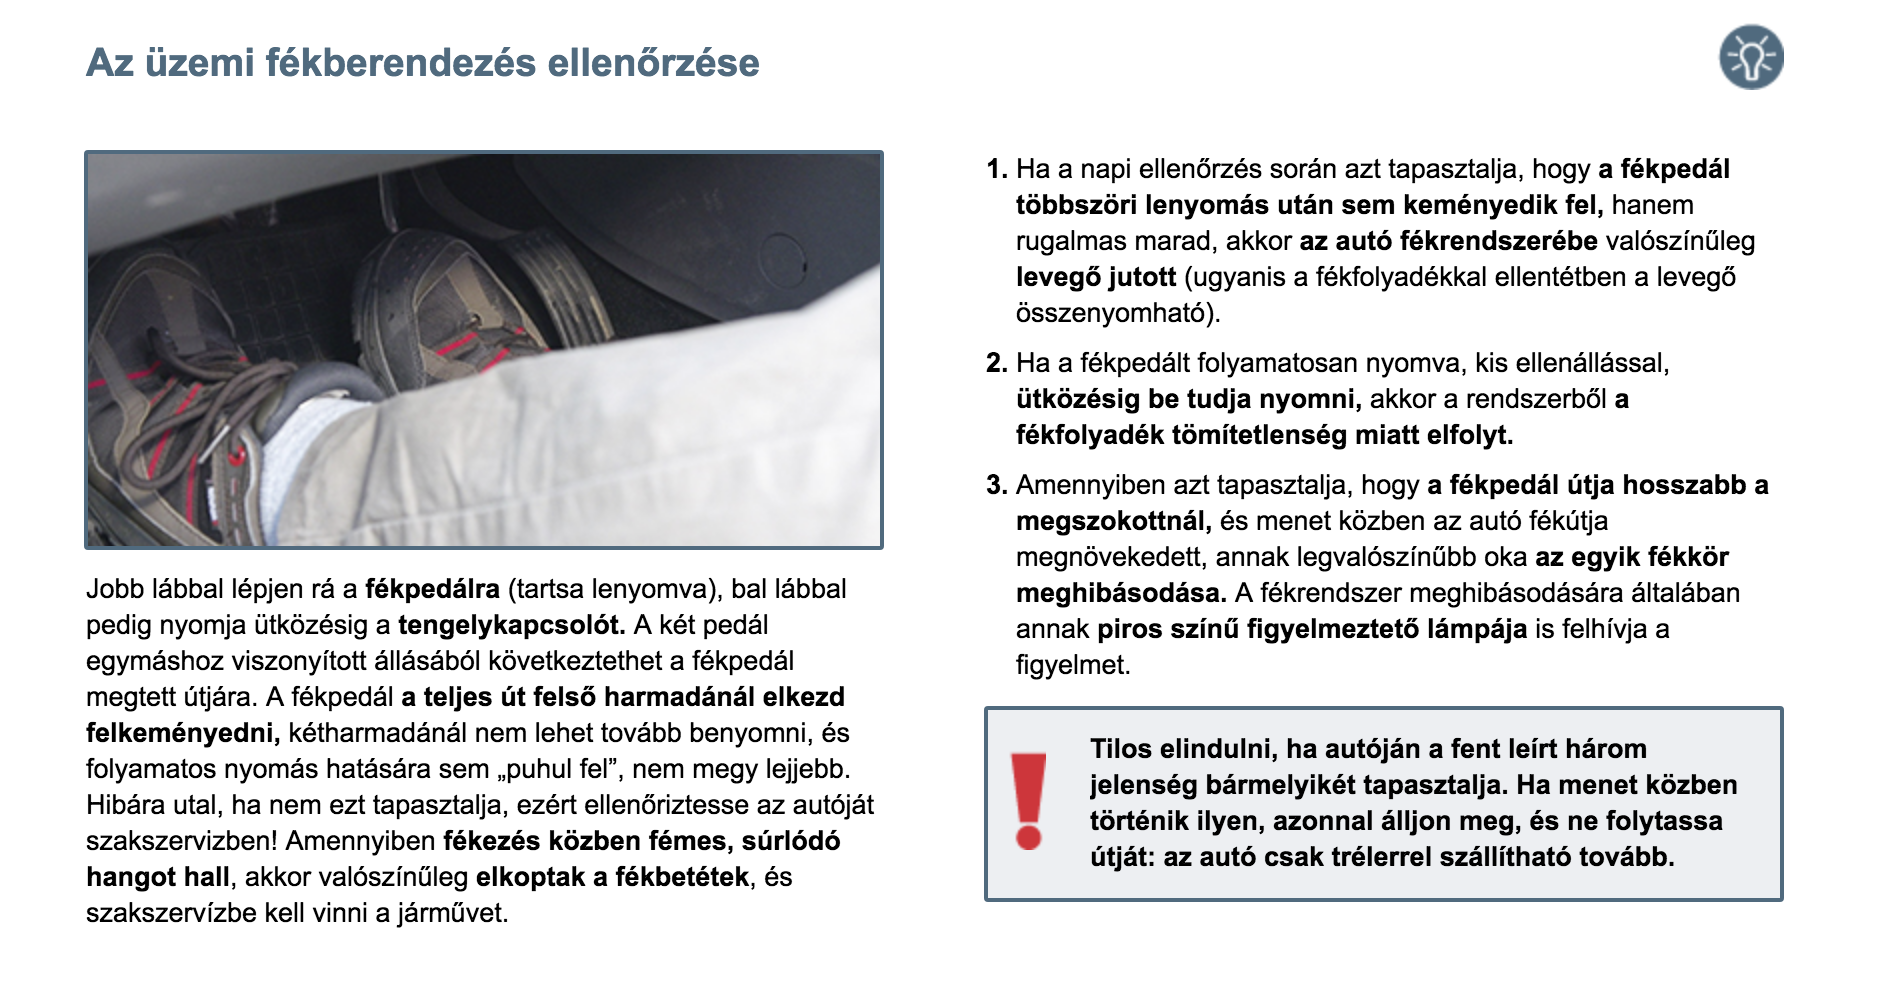 Az üzemi fékberendezés ellenőrzése
Jobb lábbal lépjen rá a fékpedálra (tartsa lenyomva), bal lábbal
pedig nyomja ütközésig a tengelykapcsolót. A két pedál
egymáshoz viszonyított állásából következtethet a fékpedál
megtett útjára. A fékpedál a teljes út felső harmadánál elkezd
felkeményedni, kétharmadánál nem lehet tovább benyomni, és
folyamatos nyomás hatására sem „puhul fel”, nem megy lejjebb.
Hibára utal, ha nem ezt tapasztalja, ezért ellenőriztesse az autóját
szakszervizben! Amennyiben fékezés közben fémes, súrlódó
hangot hall, akkor valószínűleg elkoptak a fékbetétek, és
szakszervízbe kell vinni a járművet.
1. Ha a napi ellenőrzés során azt tapasztalja, hogy a fékpedál
többszöri lenyomás után sem keményedik fel, hanem
rugalmas marad, akkor az autó fékrendszerébe valószínűleg
levegő jutott (ugyanis a fékfolyadékkal ellentétben a levegő
összenyomható).
2. Ha a fékpedált folyamatosan nyomva, kis ellenállással,
ütközésig be tudja nyomni, akkor a rendszerből a
fékfolyadék tömítetlenség miatt elfolyt.
3. Amennyiben azt tapasztalja, hogy a fékpedál útja hosszabb a
megszokottnál, és menet közben az autó fékútja
megnövekedett, annak legvalószínűbb oka az egyik fékkör
meghibásodása. A fékrendszer meghibásodására általában
annak piros színű figyelmeztető lámpája is felhívja a
figyelmet.
Tilos elindulni, ha autóján a fent leírt három
jelenség bármelyikét tapasztalja. Ha menet közben
történik ilyen, azonnal álljon meg, és ne folytassa
útját: az autó csak trélerrel szállítható tovább.